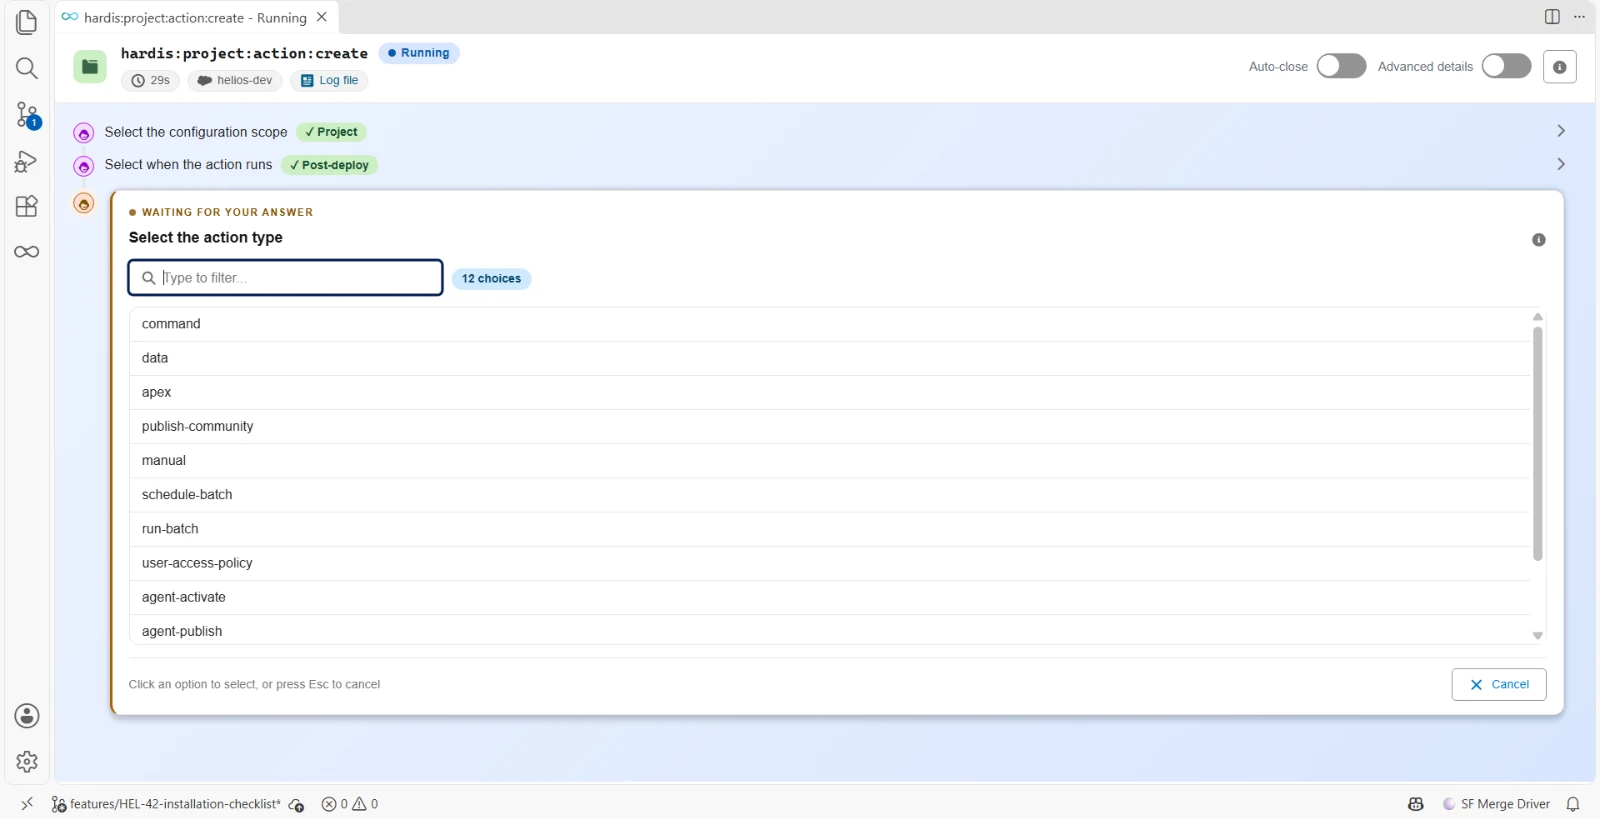 hardis:project:action:create - Running
hardis:project:action:create
Running
29s
helios-dev
Log file
Auto-close
Advanced details
Select the configuration scope
✓ Project
Select when the action runs
✓ Post-deploy
WAITING FOR YOUR ANSWER
Select the action type
Type to filter...
12 choices
command
data
apex
publish-community
manual
schedule-batch
run-batch
user-access-policy
agent-activate
agent-publish
Click an option to select, or press Esc to cancel
Cancel
1
features/HEL-42-installation-checklist*
0
0
SF Merge Driver